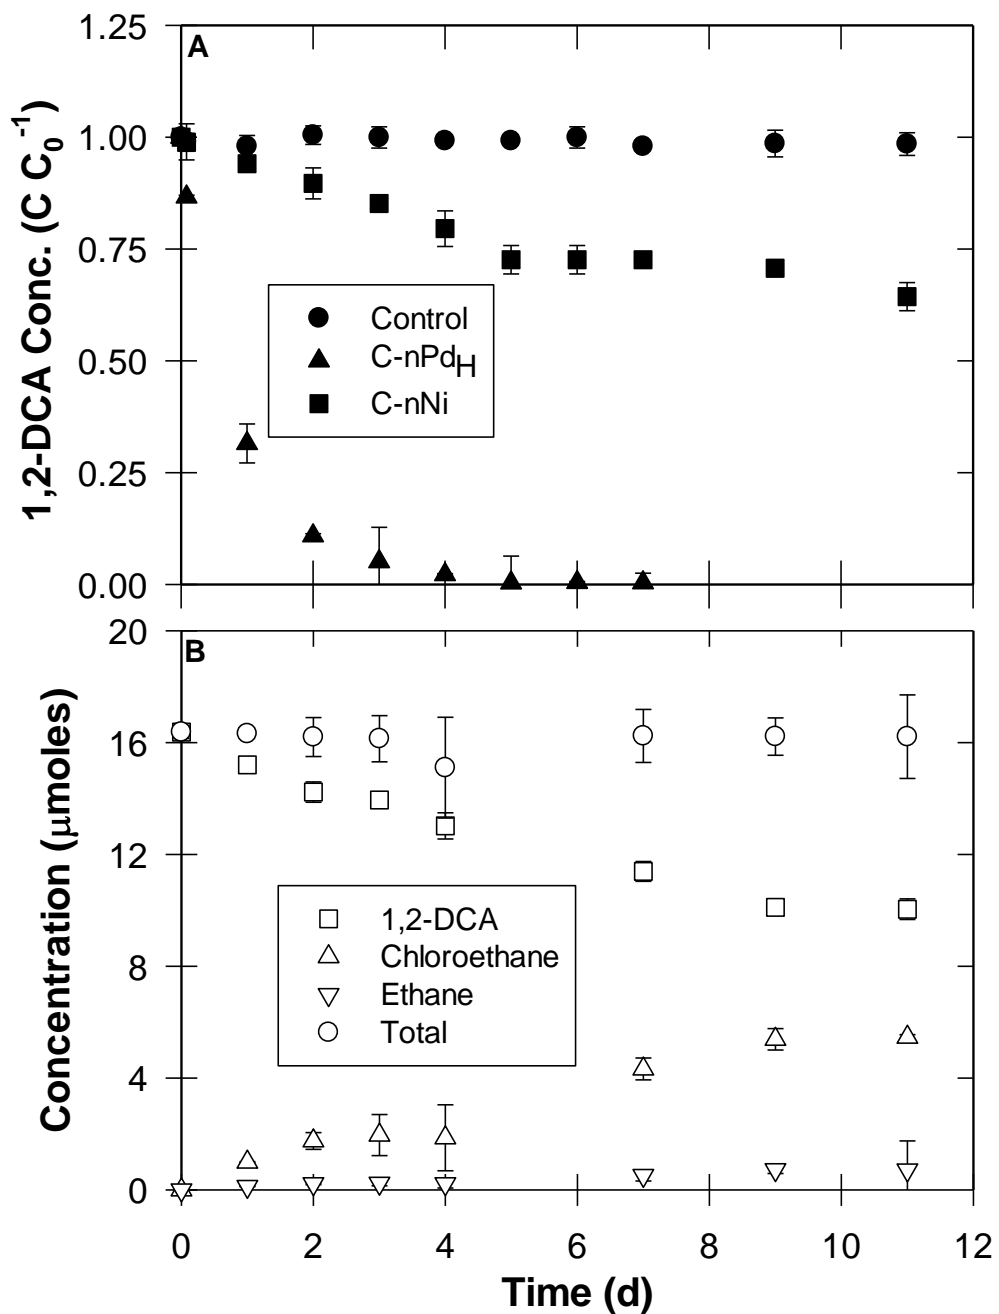 A
1,2-DCA Conc. (C C₀⁻¹)
1.25
1.00
0.75
0.50
0.25
0.00
Control
C-nPd_H
C-nNi
B
Concentration (μmoles)
20
16
12
8
4
0
1,2-DCA
Chloroethane
Ethane
Total
0 2 4 6 8 10 12
Time (d)